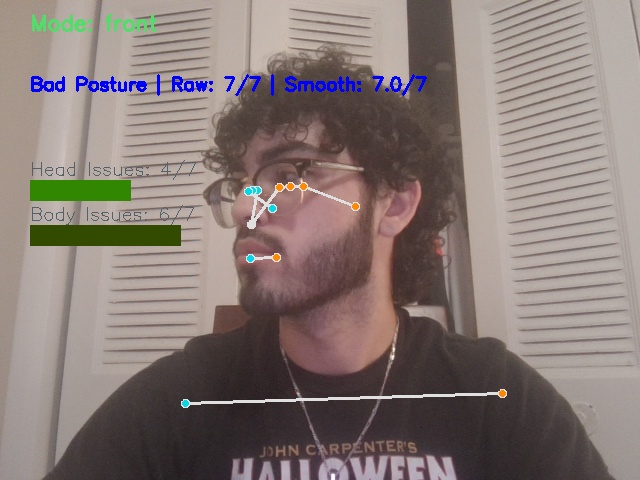 Mode: front
Bad Posture | Raw: 7/7 | Smooth: 7.0/7
Head Issues: 4/7
Body Issues: 6/7
JOHN CARPENTER'S
HALLOWEEN